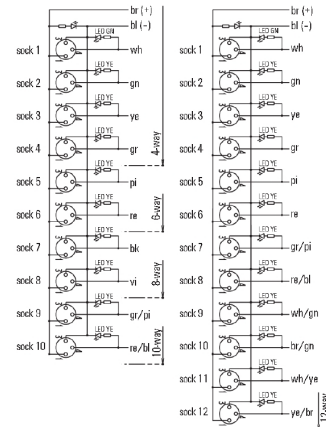 br (+)
bl (−)
LED GN
sock 1 wh
LED YE
sock 2 gn
LED YE
sock 3 ye
LED YE
sock 4 gr
4-way
LED YE
sock 5 pi
LED YE
sock 6 re
6-way
LED YE
sock 7 bk
LED YE
sock 8 vi
8-way
LED YE
sock 9 gr/pi
LED YE
sock 10 re/bl
10-way
br (+)
bl (−)
LED GN
sock 1 wh
LED YE
sock 2 gn
LED YE
sock 3 ye
LED YE
sock 4 gr
LED YE
sock 5 pi
LED YE
sock 6 re
LED YE
sock 7 gr/pi
LED YE
sock 8 re/bl
LED YE
sock 9 wh/gn
LED YE
sock 10 br/gn
LED YE
sock 11 wh/ye
LED YE
sock 12 ye/br
12-way